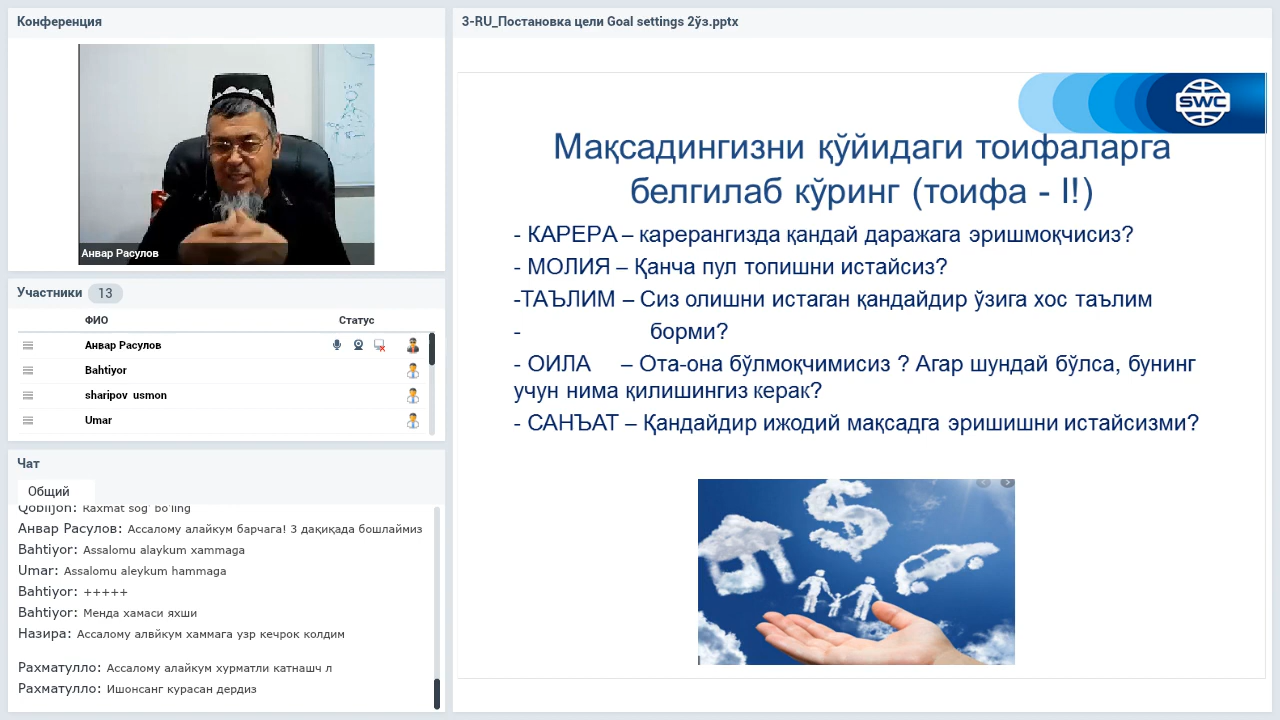 Конференция
Анвар Расулов
Участники 13
ФИО Статус
Анвар Расулов
Bahtiyor
sharipov usmon
Umar
Чат
Общий
Qobiljon: Raxmat sog' bo'ling
Анвар Расулов: Ассалому алайкум барчага! 3 дақиқада бошлаймиз
Bahtiyor: Assalomu alaykum xammaga
Umar: Assalomu aleykum hammaga
Bahtiyor: +++++
Bahtiyor: Менда хамаси яхши
Назира: Ассалому алвйкум хаммага узр кечрок колдим
Рахматулло: Ассалому алайкум хурматли катнашч л
Рахматулло: Ишонсанг курасан дердиз
3-RU_Постановка цели Goal settings 2ўз.pptx
SWC
Мақсадингизни қўйидаги тоифаларга
белгилаб кўринг (тоифа - I!)
- КАРЕРА – карерангизда қандай даражага эришмоқчисиз?
- МОЛИЯ – Қанча пул топишни истайсиз?
-ТАЪЛИМ – Сиз олишни истаган қандайдир ўзига хос таълим
- борми?
- ОИЛА – Ота-она бўлмоқчимисиз ? Агар шундай бўлса, бунинг
учун нима қилишингиз керак?
- САНЪАТ – Қандайдир ижодий мақсадга эришишни истайсизми?